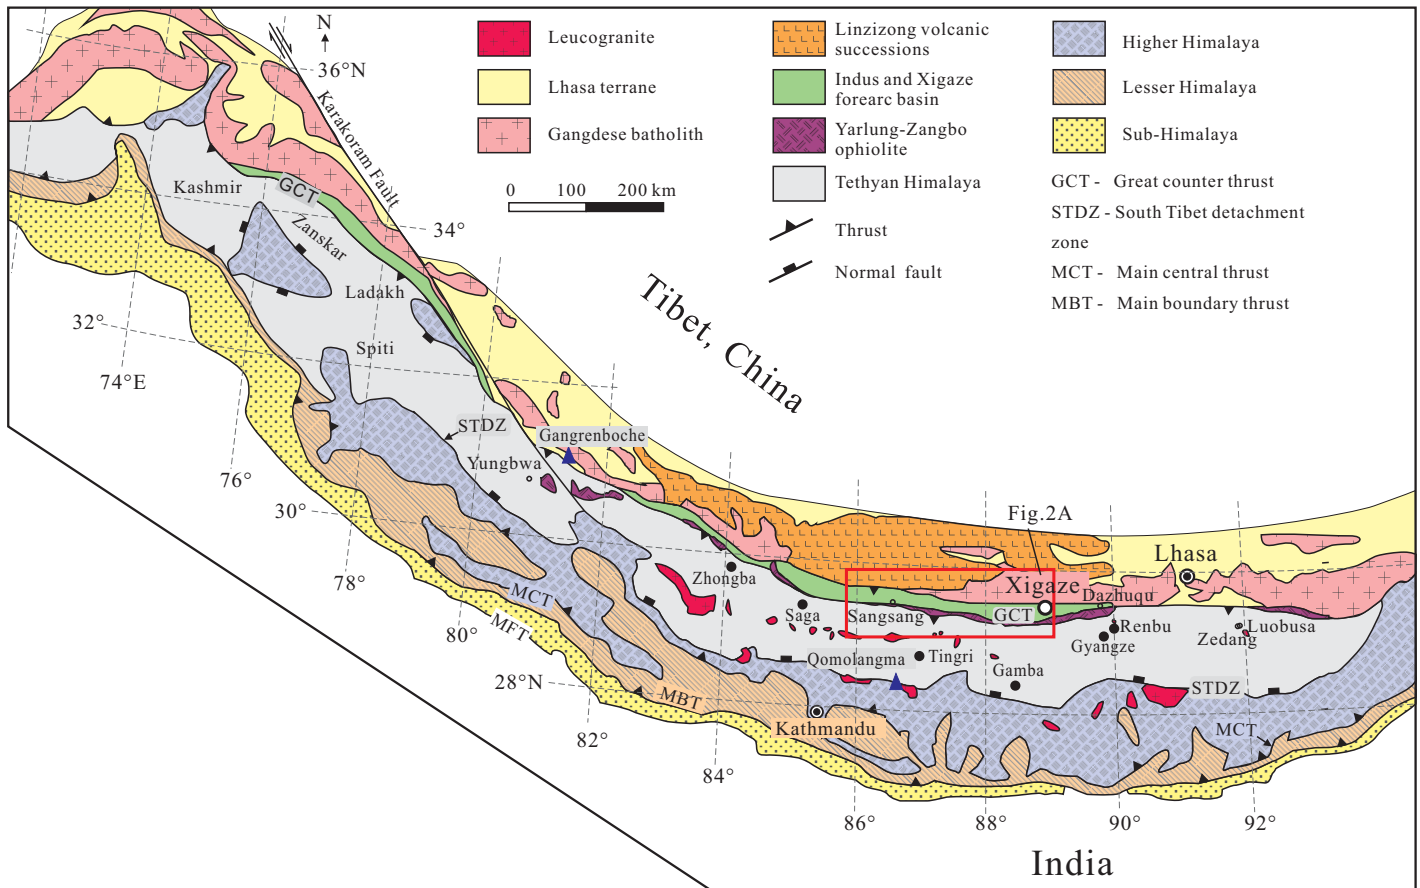 N
36°N
Leucogranite
Lhasa terrane
Gangdese batholith
0 100 200 km
Linzizong volcanic
successions
Indus and Xigaze
forearc basin
Yarlung-Zangbo
ophiolite
Tethyan Himalaya
Thrust
Normal fault
Higher Himalaya
Lesser Himalaya
Sub-Himalaya
GCT - Great counter thrust
STDZ - South Tibet detachment
zone
MCT - Main central thrust
MBT - Main boundary thrust
Karakoram Fault
Kashmir
GCT
Zanskar
34°
Ladakh
32°
Spiti
74°E
Tibet, China
STDZ
Gangrenboche
Yungbwa
76°
30°
Fig.2A
Lhasa
78°
MCT
Zhongba
Xigaze
Dazhuqu
Saga
Sangsang
GCT
Renbu
Luobusa
Zedang
Gyangze
80°
MFT
Qomolangma
Tingri
Gamba
28°N
MBT
STDZ
Kathmandu
MCT
82°
84°
86°
88°
90°
92°
India